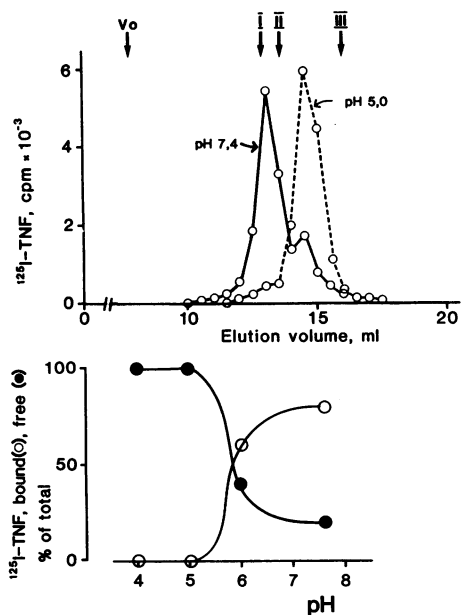 Vo
I
II
III
6
4
2
0
¹²⁵I–TNF, cpm × 10⁻³
pH 7,4
pH 5,0
0
10
15
20
Elution volume, ml
100
50
0
¹²⁵I–TNF, bound(○), free (●)
% of total
4
5
6
7
8
pH